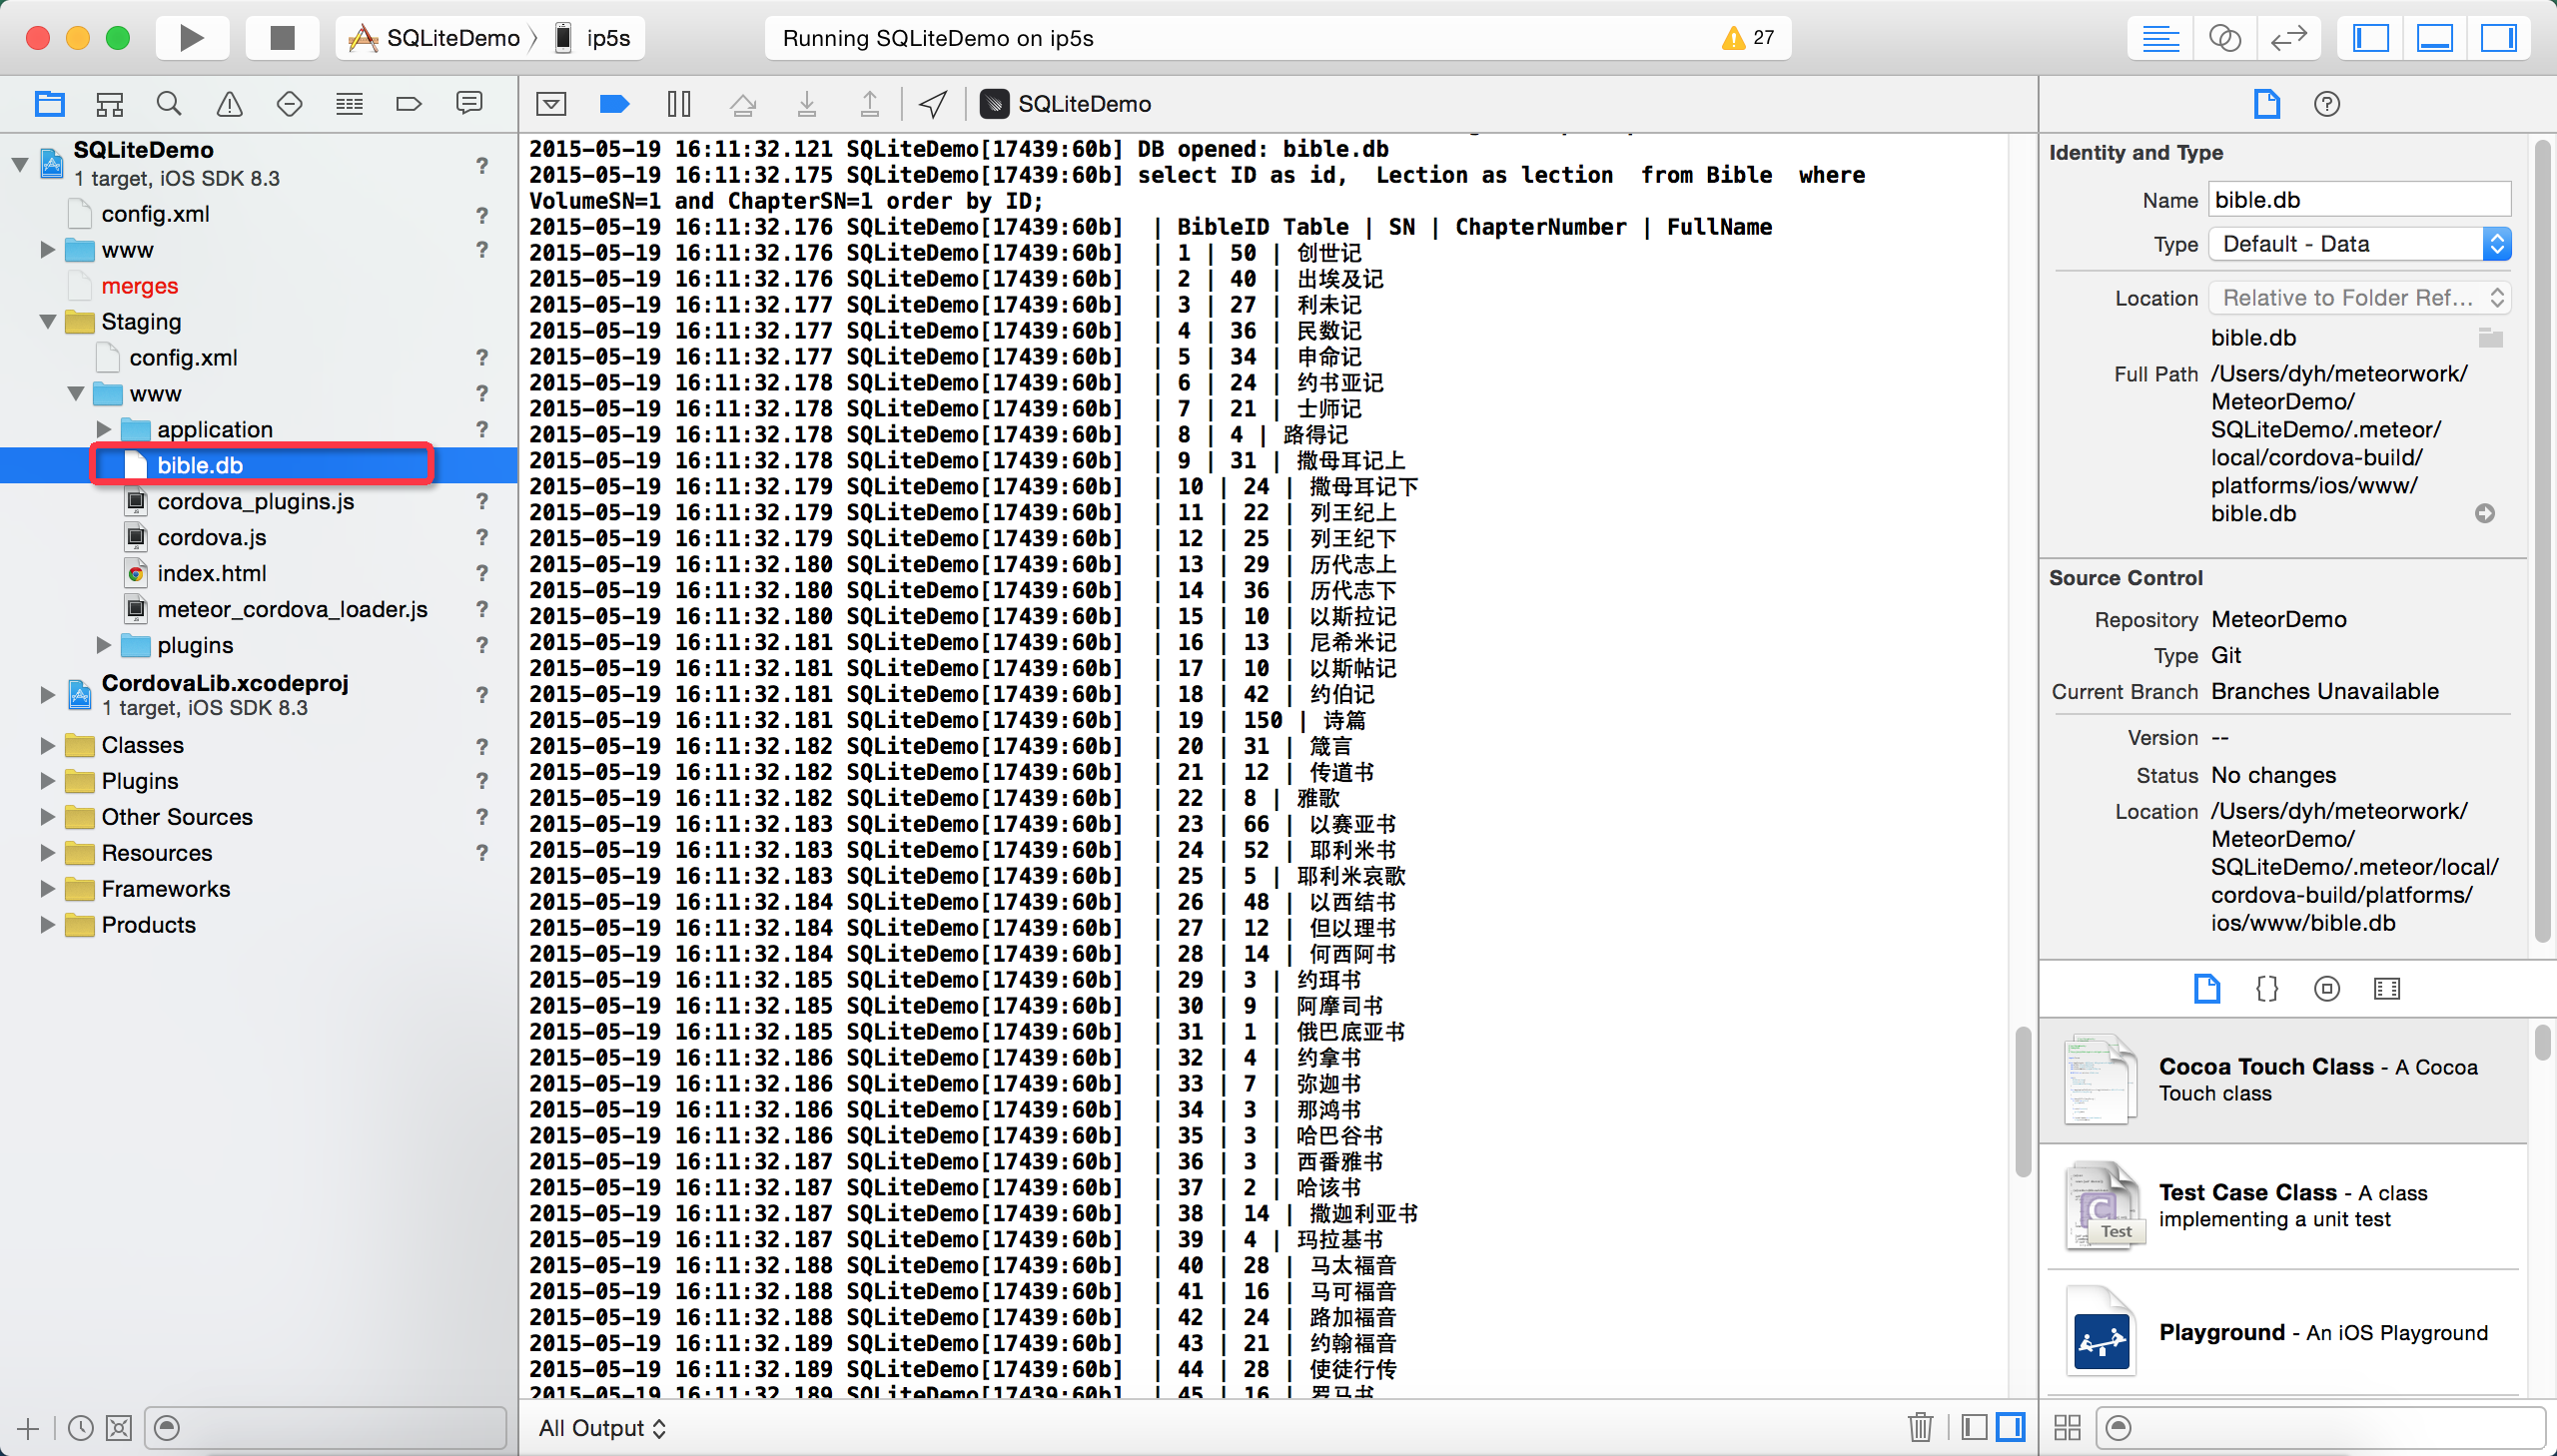 SQLiteDemo
ip5s
Running SQLiteDemo on ip5s
27
SQLiteDemo
1 target, iOS SDK 8.3
?
config.xml
?
www
?
merges
Staging
config.xml
?
www
?
application
?
bible.db
cordova_plugins.js
?
cordova.js
?
index.html
?
meteor_cordova_loader.js
?
plugins
?
CordovaLib.xcodeproj
1 target, iOS SDK 8.3
?
Classes
?
Plugins
?
Other Sources
?
Resources
?
Frameworks
Products
SQLiteDemo
2015-05-19 16:11:32.121 SQLiteDemo[17439:60b] DB opened: bible.db
2015-05-19 16:11:32.175 SQLiteDemo[17439:60b] select ID as id,  Lection as lection  from Bible  where
VolumeSN=1 and ChapterSN=1 order by ID;
2015-05-19 16:11:32.176 SQLiteDemo[17439:60b]  | BibleID Table | SN | ChapterNumber | FullName
2015-05-19 16:11:32.176 SQLiteDemo[17439:60b]  | 1 | 50 | 创世记
2015-05-19 16:11:32.176 SQLiteDemo[17439:60b]  | 2 | 40 | 出埃及记
2015-05-19 16:11:32.177 SQLiteDemo[17439:60b]  | 3 | 27 | 利未记
2015-05-19 16:11:32.177 SQLiteDemo[17439:60b]  | 4 | 36 | 民数记
2015-05-19 16:11:32.177 SQLiteDemo[17439:60b]  | 5 | 34 | 申命记
2015-05-19 16:11:32.178 SQLiteDemo[17439:60b]  | 6 | 24 | 约书亚记
2015-05-19 16:11:32.178 SQLiteDemo[17439:60b]  | 7 | 21 | 士师记
2015-05-19 16:11:32.178 SQLiteDemo[17439:60b]  | 8 | 4 | 路得记
2015-05-19 16:11:32.178 SQLiteDemo[17439:60b]  | 9 | 31 | 撒母耳记上
2015-05-19 16:11:32.179 SQLiteDemo[17439:60b]  | 10 | 24 | 撒母耳记下
2015-05-19 16:11:32.179 SQLiteDemo[17439:60b]  | 11 | 22 | 列王纪上
2015-05-19 16:11:32.179 SQLiteDemo[17439:60b]  | 12 | 25 | 列王纪下
2015-05-19 16:11:32.180 SQLiteDemo[17439:60b]  | 13 | 29 | 历代志上
2015-05-19 16:11:32.180 SQLiteDemo[17439:60b]  | 14 | 36 | 历代志下
2015-05-19 16:11:32.180 SQLiteDemo[17439:60b]  | 15 | 10 | 以斯拉记
2015-05-19 16:11:32.181 SQLiteDemo[17439:60b]  | 16 | 13 | 尼希米记
2015-05-19 16:11:32.181 SQLiteDemo[17439:60b]  | 17 | 10 | 以斯帖记
2015-05-19 16:11:32.181 SQLiteDemo[17439:60b]  | 18 | 42 | 约伯记
2015-05-19 16:11:32.181 SQLiteDemo[17439:60b]  | 19 | 150 | 诗篇
2015-05-19 16:11:32.182 SQLiteDemo[17439:60b]  | 20 | 31 | 箴言
2015-05-19 16:11:32.182 SQLiteDemo[17439:60b]  | 21 | 12 | 传道书
2015-05-19 16:11:32.182 SQLiteDemo[17439:60b]  | 22 | 8 | 雅歌
2015-05-19 16:11:32.183 SQLiteDemo[17439:60b]  | 23 | 66 | 以赛亚书
2015-05-19 16:11:32.183 SQLiteDemo[17439:60b]  | 24 | 52 | 耶利米书
2015-05-19 16:11:32.183 SQLiteDemo[17439:60b]  | 25 | 5 | 耶利米哀歌
2015-05-19 16:11:32.184 SQLiteDemo[17439:60b]  | 26 | 48 | 以西结书
2015-05-19 16:11:32.184 SQLiteDemo[17439:60b]  | 27 | 12 | 但以理书
2015-05-19 16:11:32.184 SQLiteDemo[17439:60b]  | 28 | 14 | 何西阿书
2015-05-19 16:11:32.185 SQLiteDemo[17439:60b]  | 29 | 3 | 约珥书
2015-05-19 16:11:32.185 SQLiteDemo[17439:60b]  | 30 | 9 | 阿摩司书
2015-05-19 16:11:32.185 SQLiteDemo[17439:60b]  | 31 | 1 | 俄巴底亚书
2015-05-19 16:11:32.186 SQLiteDemo[17439:60b]  | 32 | 4 | 约拿书
2015-05-19 16:11:32.186 SQLiteDemo[17439:60b]  | 33 | 7 | 弥迦书
2015-05-19 16:11:32.186 SQLiteDemo[17439:60b]  | 34 | 3 | 那鸿书
2015-05-19 16:11:32.186 SQLiteDemo[17439:60b]  | 35 | 3 | 哈巴谷书
2015-05-19 16:11:32.187 SQLiteDemo[17439:60b]  | 36 | 3 | 西番雅书
2015-05-19 16:11:32.187 SQLiteDemo[17439:60b]  | 37 | 2 | 哈该书
2015-05-19 16:11:32.187 SQLiteDemo[17439:60b]  | 38 | 14 | 撒迦利亚书
2015-05-19 16:11:32.187 SQLiteDemo[17439:60b]  | 39 | 4 | 玛拉基书
2015-05-19 16:11:32.188 SQLiteDemo[17439:60b]  | 40 | 28 | 马太福音
2015-05-19 16:11:32.188 SQLiteDemo[17439:60b]  | 41 | 16 | 马可福音
2015-05-19 16:11:32.188 SQLiteDemo[17439:60b]  | 42 | 24 | 路加福音
2015-05-19 16:11:32.189 SQLiteDemo[17439:60b]  | 43 | 21 | 约翰福音
2015-05-19 16:11:32.189 SQLiteDemo[17439:60b]  | 44 | 28 | 使徒行传
2015-05-19 16:11:32.189 SQLiteDemo[17439:60b]  | 45 | 16 | 罗马书
All Output
Identity and Type
Name bible.db
Type Default - Data
Location Relative to Folder Ref...
bible.db
Full Path /Users/dyh/meteorwork/
MeteorDemo/
SQLiteDemo/.meteor/
local/cordova-build/
platforms/ios/www/
bible.db
Source Control
Repository MeteorDemo
Type Git
Current Branch Branches Unavailable
Version --
Status No changes
Location /Users/dyh/meteorwork/
MeteorDemo/
SQLiteDemo/.meteor/local/
cordova-build/platforms/
ios/www/bible.db
Cocoa Touch Class - A Cocoa
Touch class
Test Case Class - A class
implementing a unit test
Test
Playground - An iOS Playground